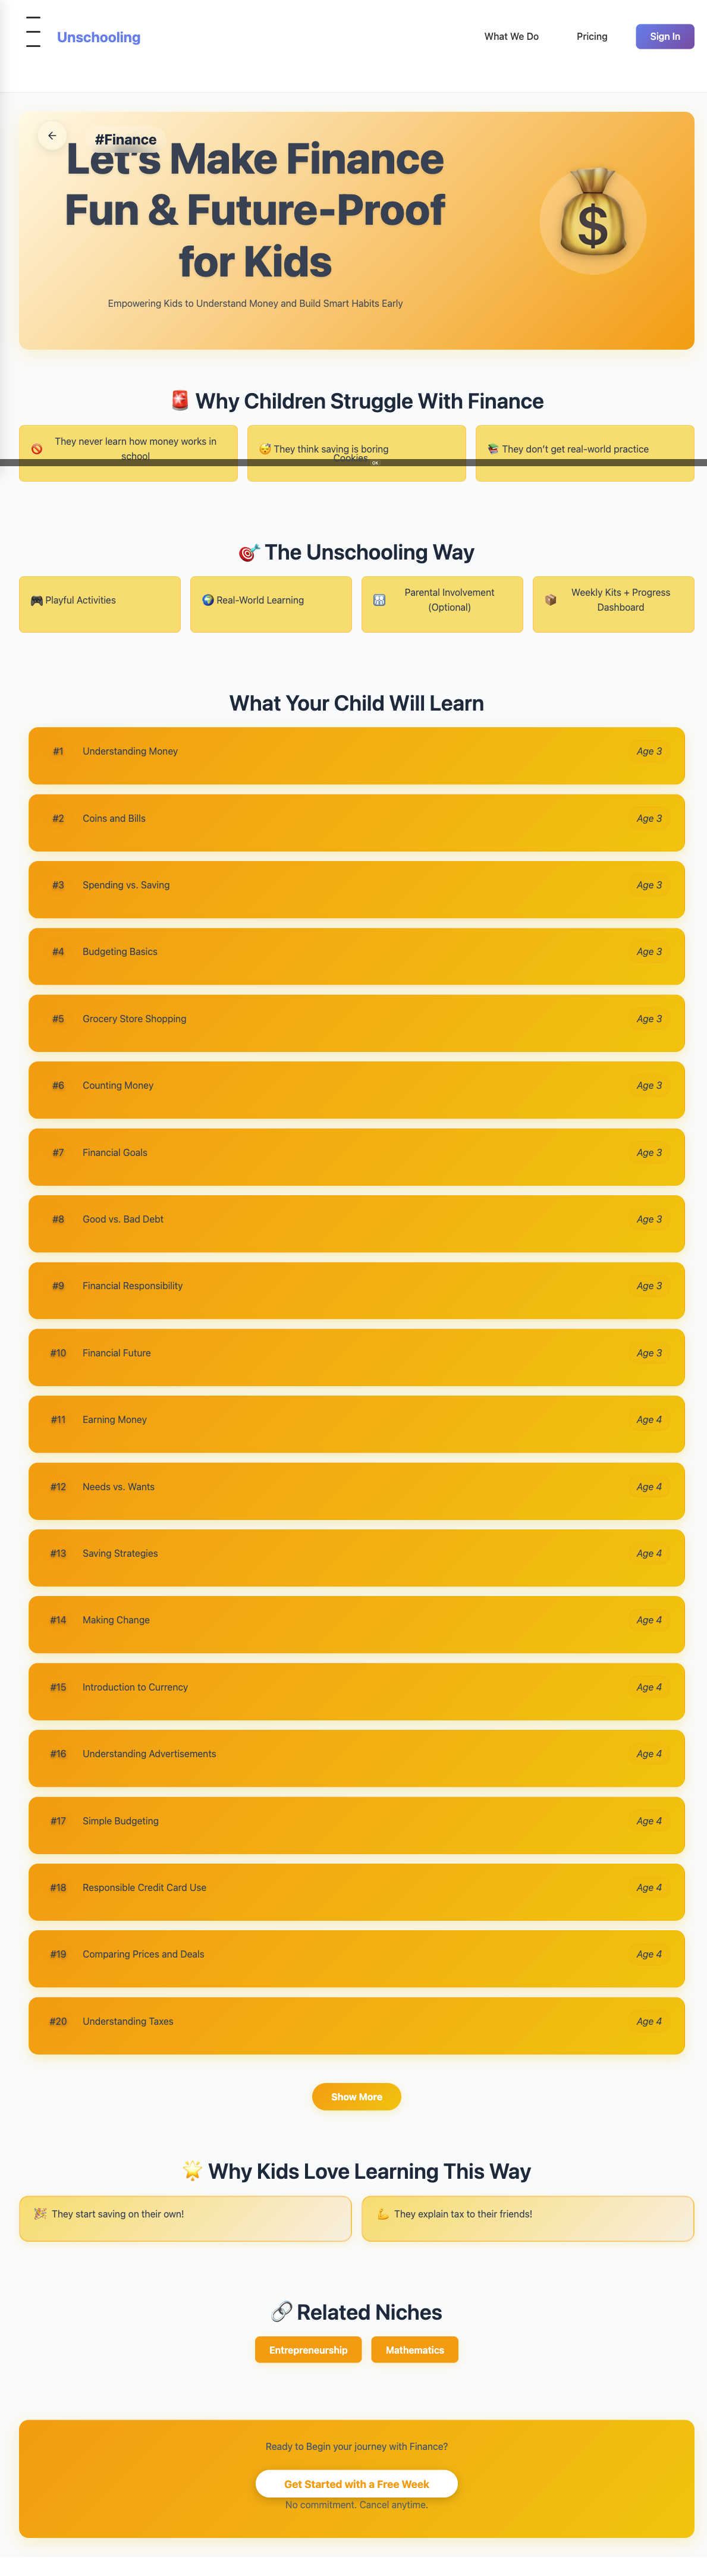 Unschooling
What We Do
Pricing
Sign In
#Finance
Let's Make Finance
Fun & Future-Proof
for Kids
Empowering Kids to Understand Money and Build Smart Habits Early
$
🚨 Why Children Struggle With Finance
🚫 They never learn how money works in
school
😴 They think saving is boring
📚 They don't get real-world practice
Cookies
OK
🎯 The Unschooling Way
🎮 Playful Activities
🌍 Real-World Learning
Parental Involvement
(Optional)
📦 Weekly Kits + Progress
Dashboard
What Your Child Will Learn
#1 Understanding Money Age 3
#2 Coins and Bills Age 3
#3 Spending vs. Saving Age 3
#4 Budgeting Basics Age 3
#5 Grocery Store Shopping Age 3
#6 Counting Money Age 3
#7 Financial Goals Age 3
#8 Good vs. Bad Debt Age 3
#9 Financial Responsibility Age 3
#10 Financial Future Age 3
#11 Earning Money Age 4
#12 Needs vs. Wants Age 4
#13 Saving Strategies Age 4
#14 Making Change Age 4
#15 Introduction to Currency Age 4
#16 Understanding Advertisements Age 4
#17 Simple Budgeting Age 4
#18 Responsible Credit Card Use Age 4
#19 Comparing Prices and Deals Age 4
#20 Understanding Taxes Age 4
Show More
🌟 Why Kids Love Learning This Way
They start saving on their own!
💪 They explain tax to their friends!
🔗 Related Niches
Entrepreneurship
Mathematics
Ready to Begin your journey with Finance?
Get Started with a Free Week
No commitment. Cancel anytime.